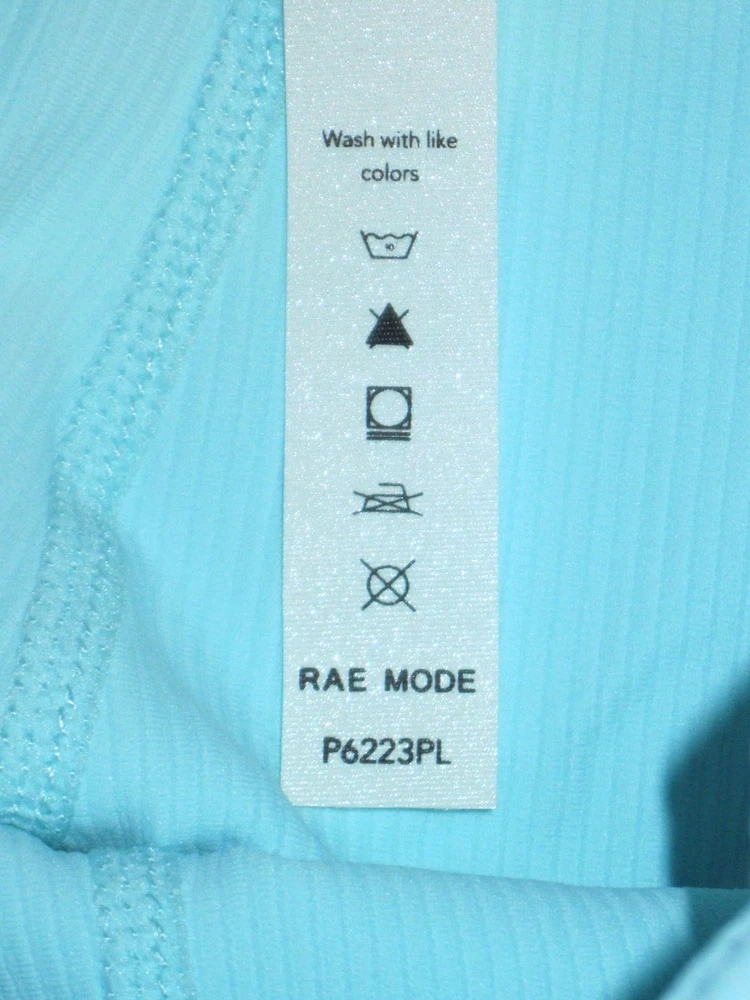 Wash with like
colors
RAE MODE
P6223PL